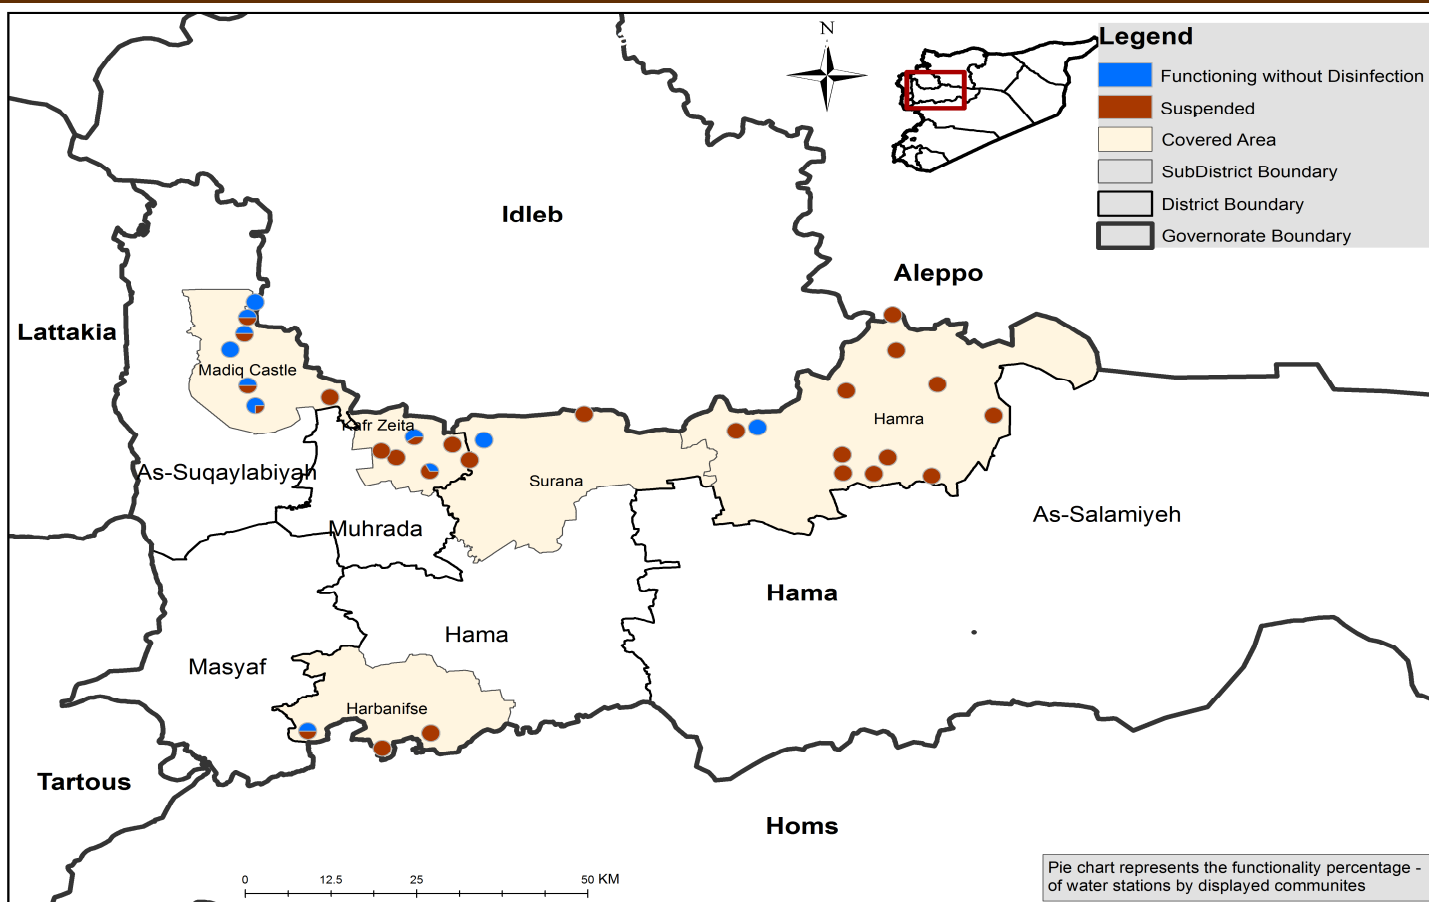 N
Legend
Functioning without Disinfection
Suspended
Covered Area
SubDistrict Boundary
District Boundary
Governorate Boundary
Idleb
Aleppo
Lattakia
Madiq Castle
Kafr Zeita
Hamra
As-Suqaylabiyah
Surana
Muhrada
As-Salamiyeh
Hama
Hama
Masyaf
Harbanifse
Tartous
Homs
0 12.5 25 50 KM
Pie chart represents the functionality percentage -
of water stations by displayed communites